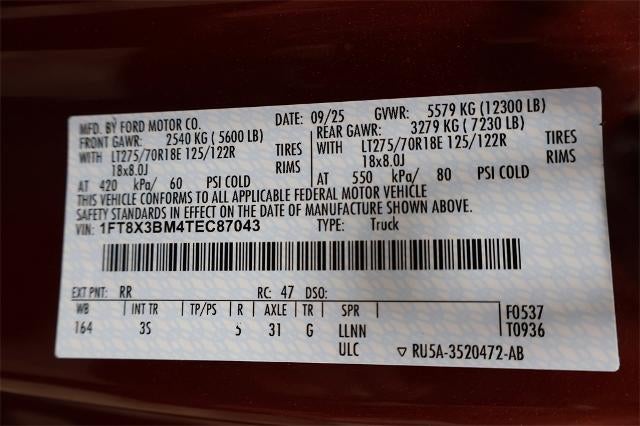 MFD. BY FORD MOTOR CO. DATE: 09/25 GVWR: 5579 KG (12300 LB)
FRONT GAWR: 2540 KG ( 5600 LB) REAR GAWR: 3279 KG ( 7230 LB)
WITH LT275/70R18E 125/122R TIRES WITH LT275/70R18E 125/122R TIRES
18x8.0J RIMS 18x8.0J RIMS
AT 420 kPa/ 60 PSI COLD AT 550 kPa/ 80 PSI COLD
THIS VEHICLE CONFORMS TO ALL APPLICABLE FEDERAL MOTOR VEHICLE
SAFETY STANDARDS IN EFFECT ON THE DATE OF MANUFACTURE SHOWN ABOVE.
VIN: 1FT8X3BM4TEC87043 TYPE: Truck
EXT PNT: RR RC: 47 DSO:
WB INT TR TP/PS R AXLE TR SPR F0537
164 3S 5 31 G LLNN T0936
ULC ▽ RU5A-3520472-AB